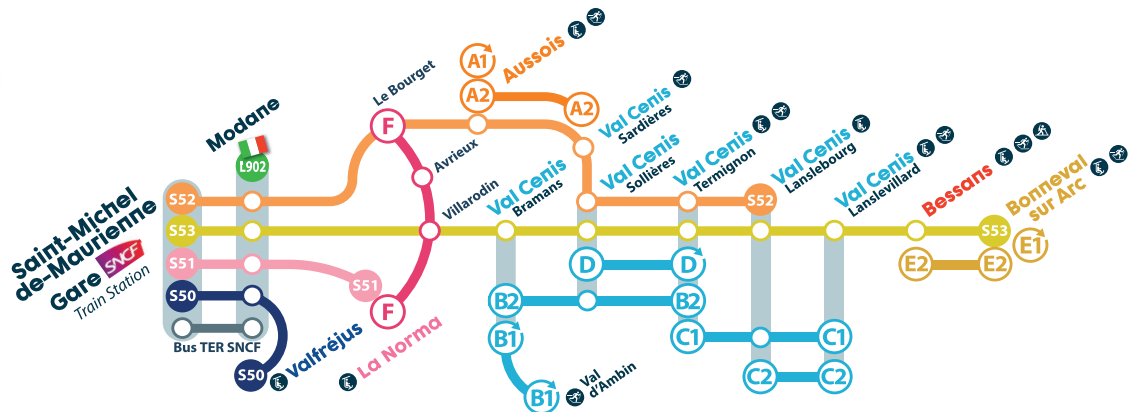 Saint-Michel
de-Maurienne
Gare SNCF
Train Station
S52
S53
S51
S50
Bus TER SNCF
Modane
L902
S50
Valfréjus
S51
La Norma
F
F
Le Bourget
Avrieux
Villarodin
A1
A2
A2
Aussois
Val Cenis
Sardières
Val Cenis
Bramans
Val Cenis
Sollières
Val Cenis
Termignon
Val Cenis
Lanslebourg
Val Cenis
Lanslevillard
Bessans
Bonneval
sur Arc
S52
S53
E1
E2
E2
D
D
B2
B2
B1
B1
Val
d'Ambin
C1
C1
C2
C2